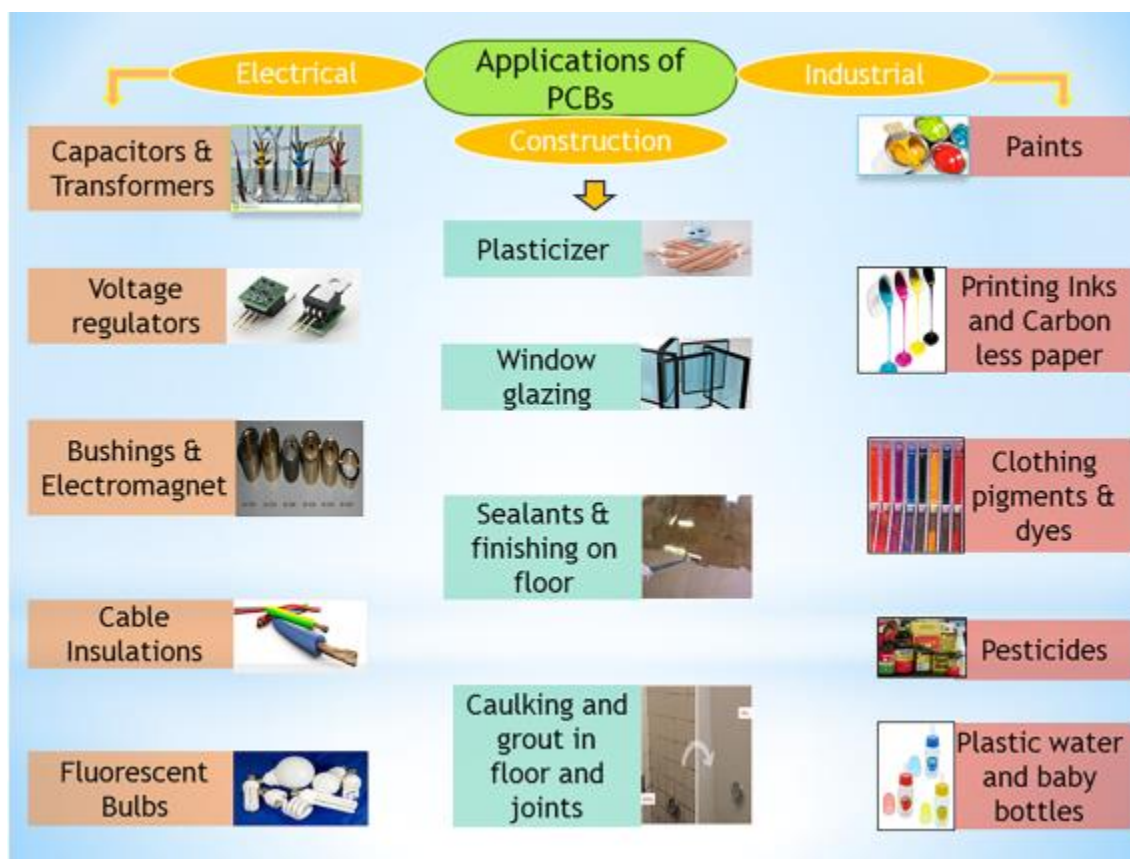 Applications of
PCBs
Electrical
Construction
Industrial
Capacitors &
Transformers
Voltage
regulators
Bushings &
Electromagnet
Cable
Insulations
Fluorescent
Bulbs
Plasticizer
Window
glazing
Sealants &
finishing on
floor
Caulking and
grout in
floor and
joints
Paints
Printing Inks
and Carbon
less paper
Clothing
pigments &
dyes
Pesticides
Plastic water
and baby
bottles